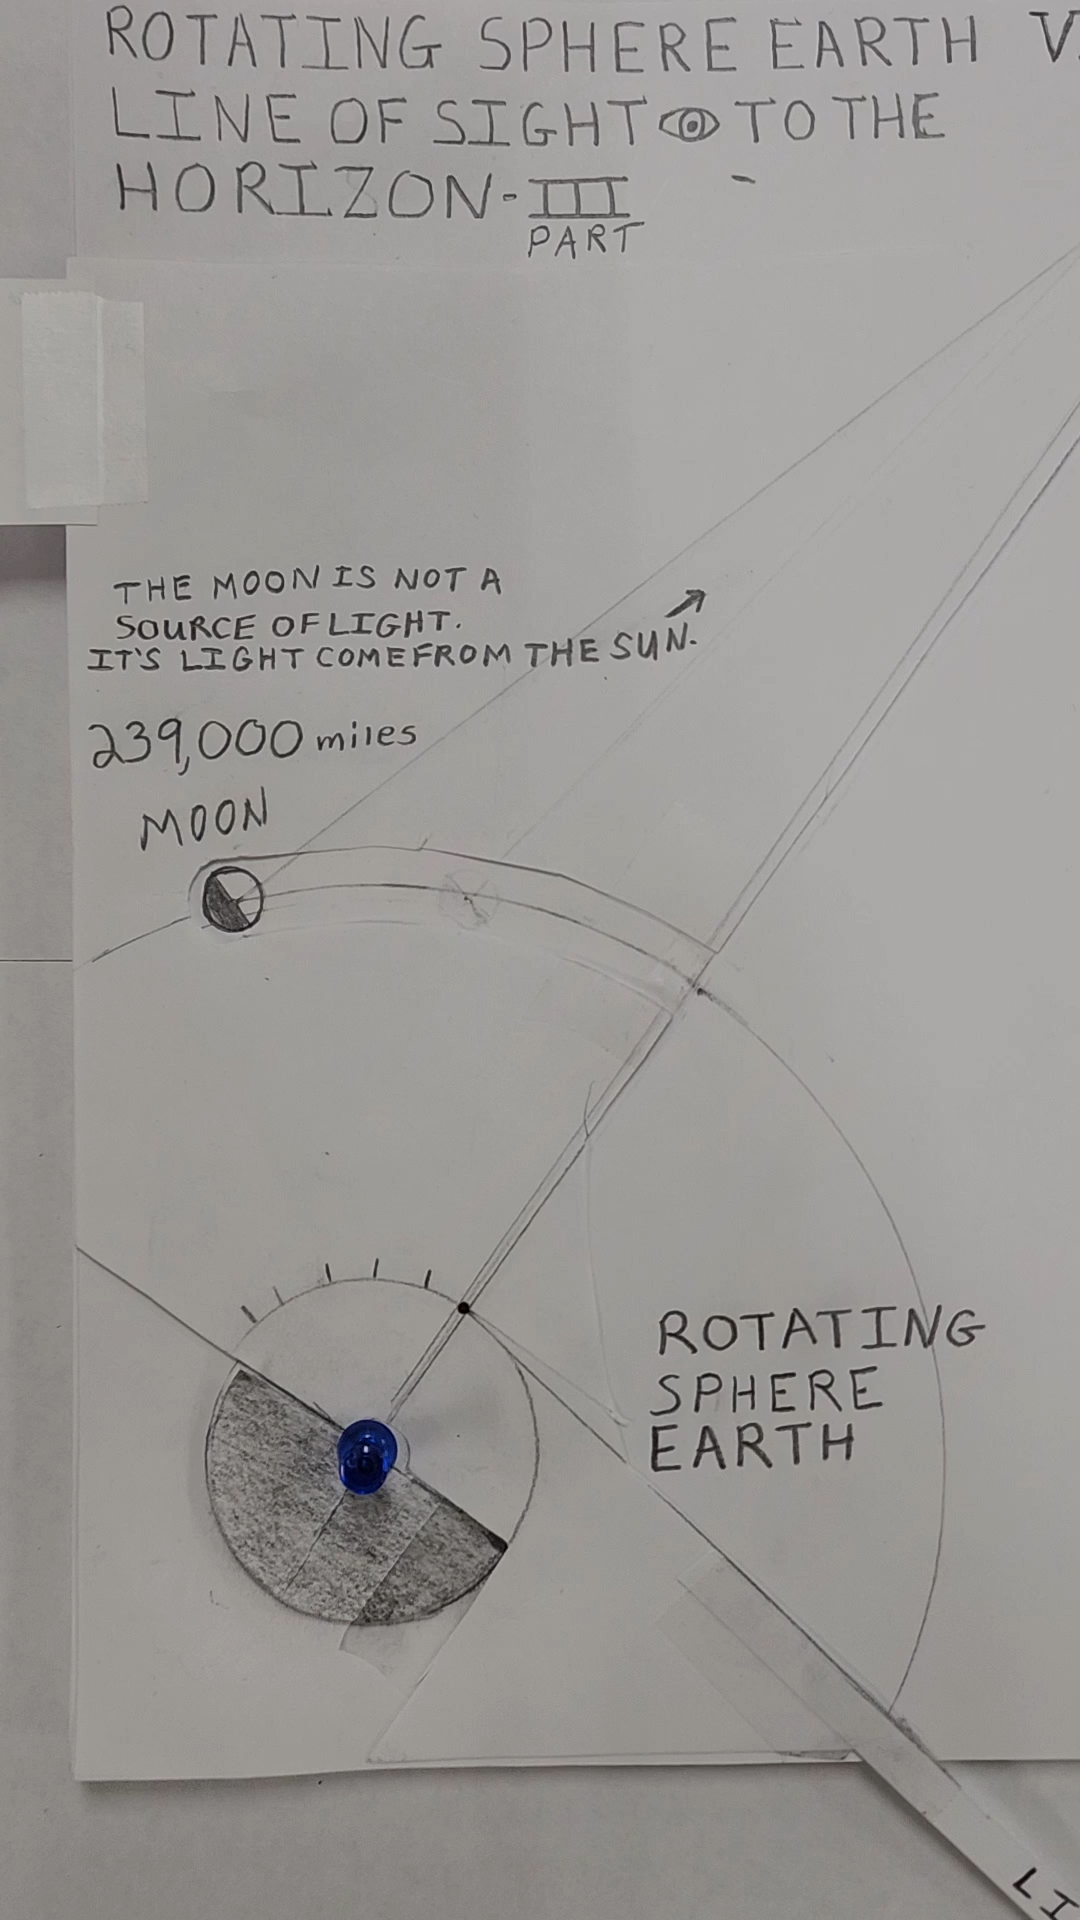 ROTATING SPHERE EARTH V
LINE OF SIGHT TO THE
HORIZON-III
PART
THE MOON IS NOT A
SOURCE OF LIGHT.
IT'S LIGHT COME FROM THE SUN.
239,000 miles
MOON
ROTATING
SPHERE
EARTH
LI